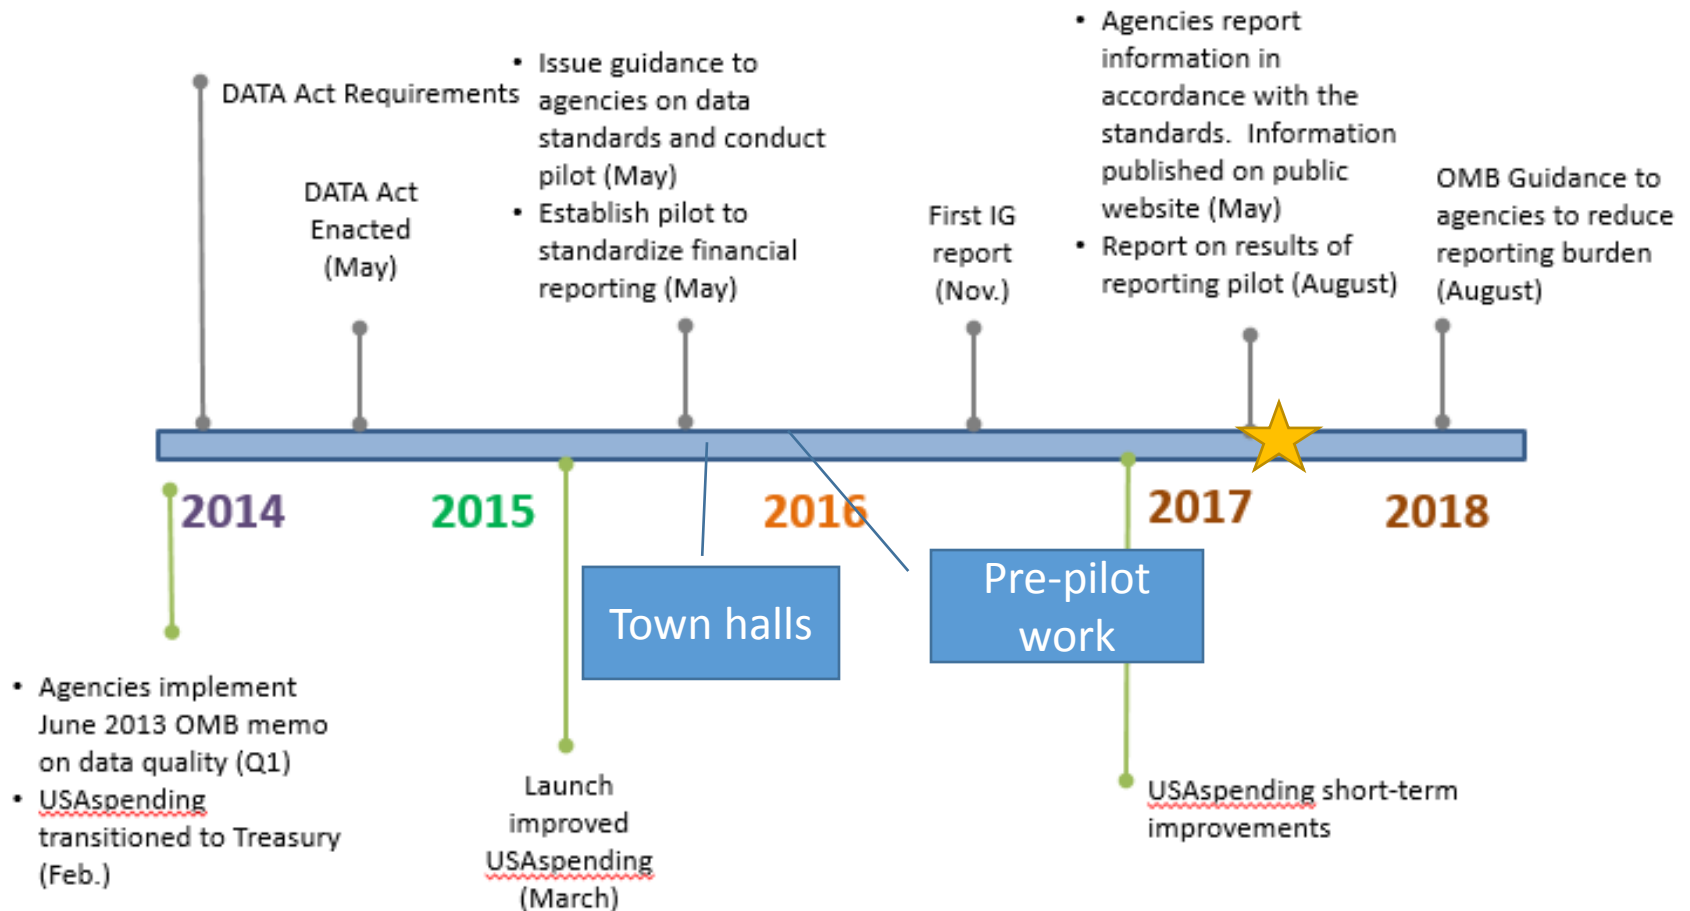 DATA Act Requirements
DATA Act
Enacted
(May)
• Issue guidance to
agencies on data
standards and conduct
pilot (May)
• Establish pilot to
standardize financial
reporting (May)
First IG
report
(Nov.)
• Agencies report
information in
accordance with the
standards.  Information
published on public
website (May)
• Report on results of
reporting pilot (August)
OMB Guidance to
agencies to reduce
reporting burden
(August)
2014
2015
2016
2017
2018
Town halls
Pre-pilot
work
• Agencies implement
June 2013 OMB memo
on data quality (Q1)
• USAspending
transitioned to Treasury
(Feb.)
Launch
improved
USAspending
(March)
USAspending short-term
improvements